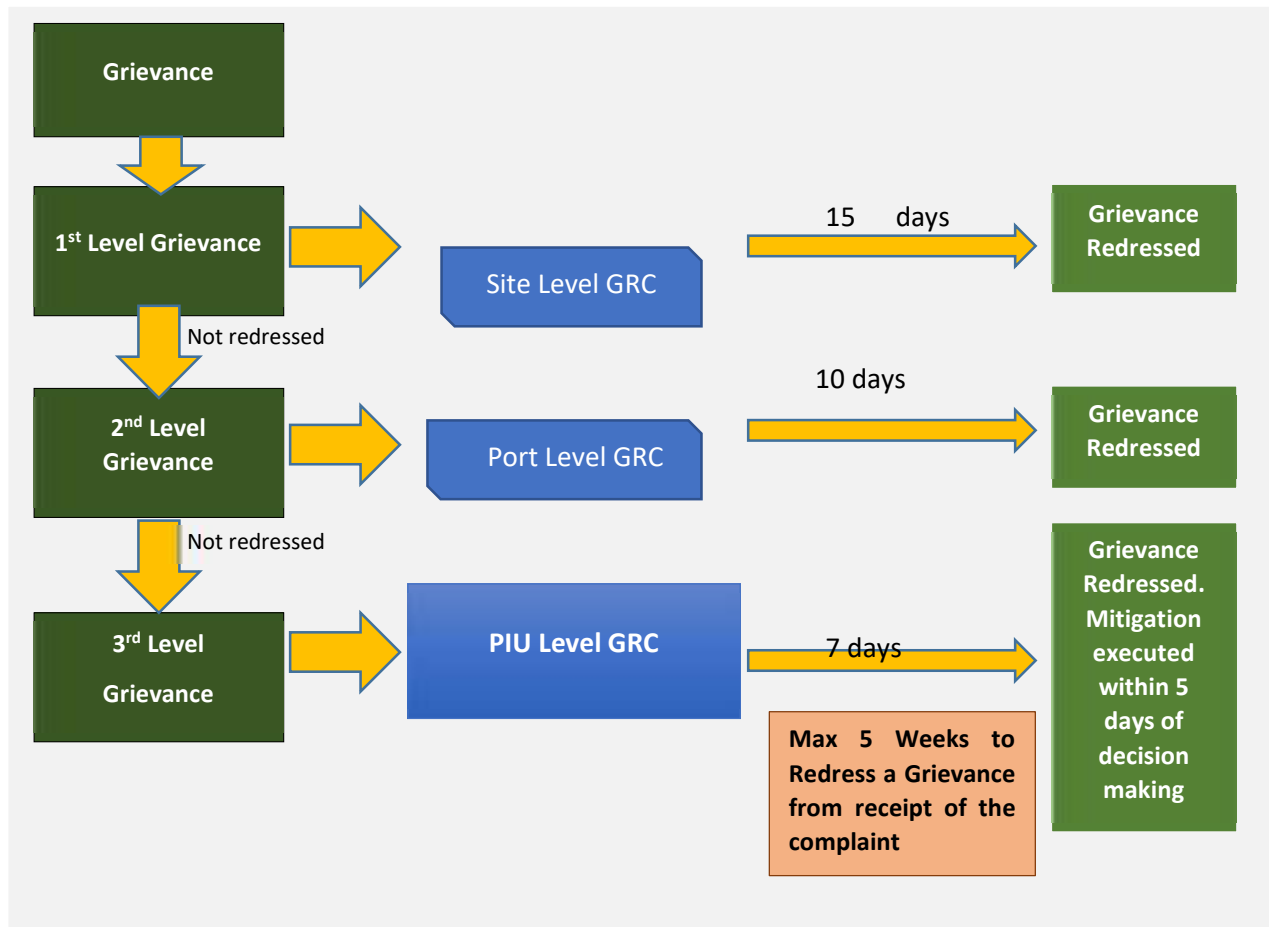 Grievance
1st Level Grievance
Site Level GRC
15 days
Grievance
Redressed
Not redressed
2nd Level
Grievance
Port Level GRC
10 days
Grievance
Redressed
Not redressed
3rd Level
Grievance
PIU Level GRC
7 days
Grievance
Redressed.
Mitigation
executed
within 5
days of
decision
making
Max 5 Weeks to
Redress a Grievance
from receipt of the
complaint